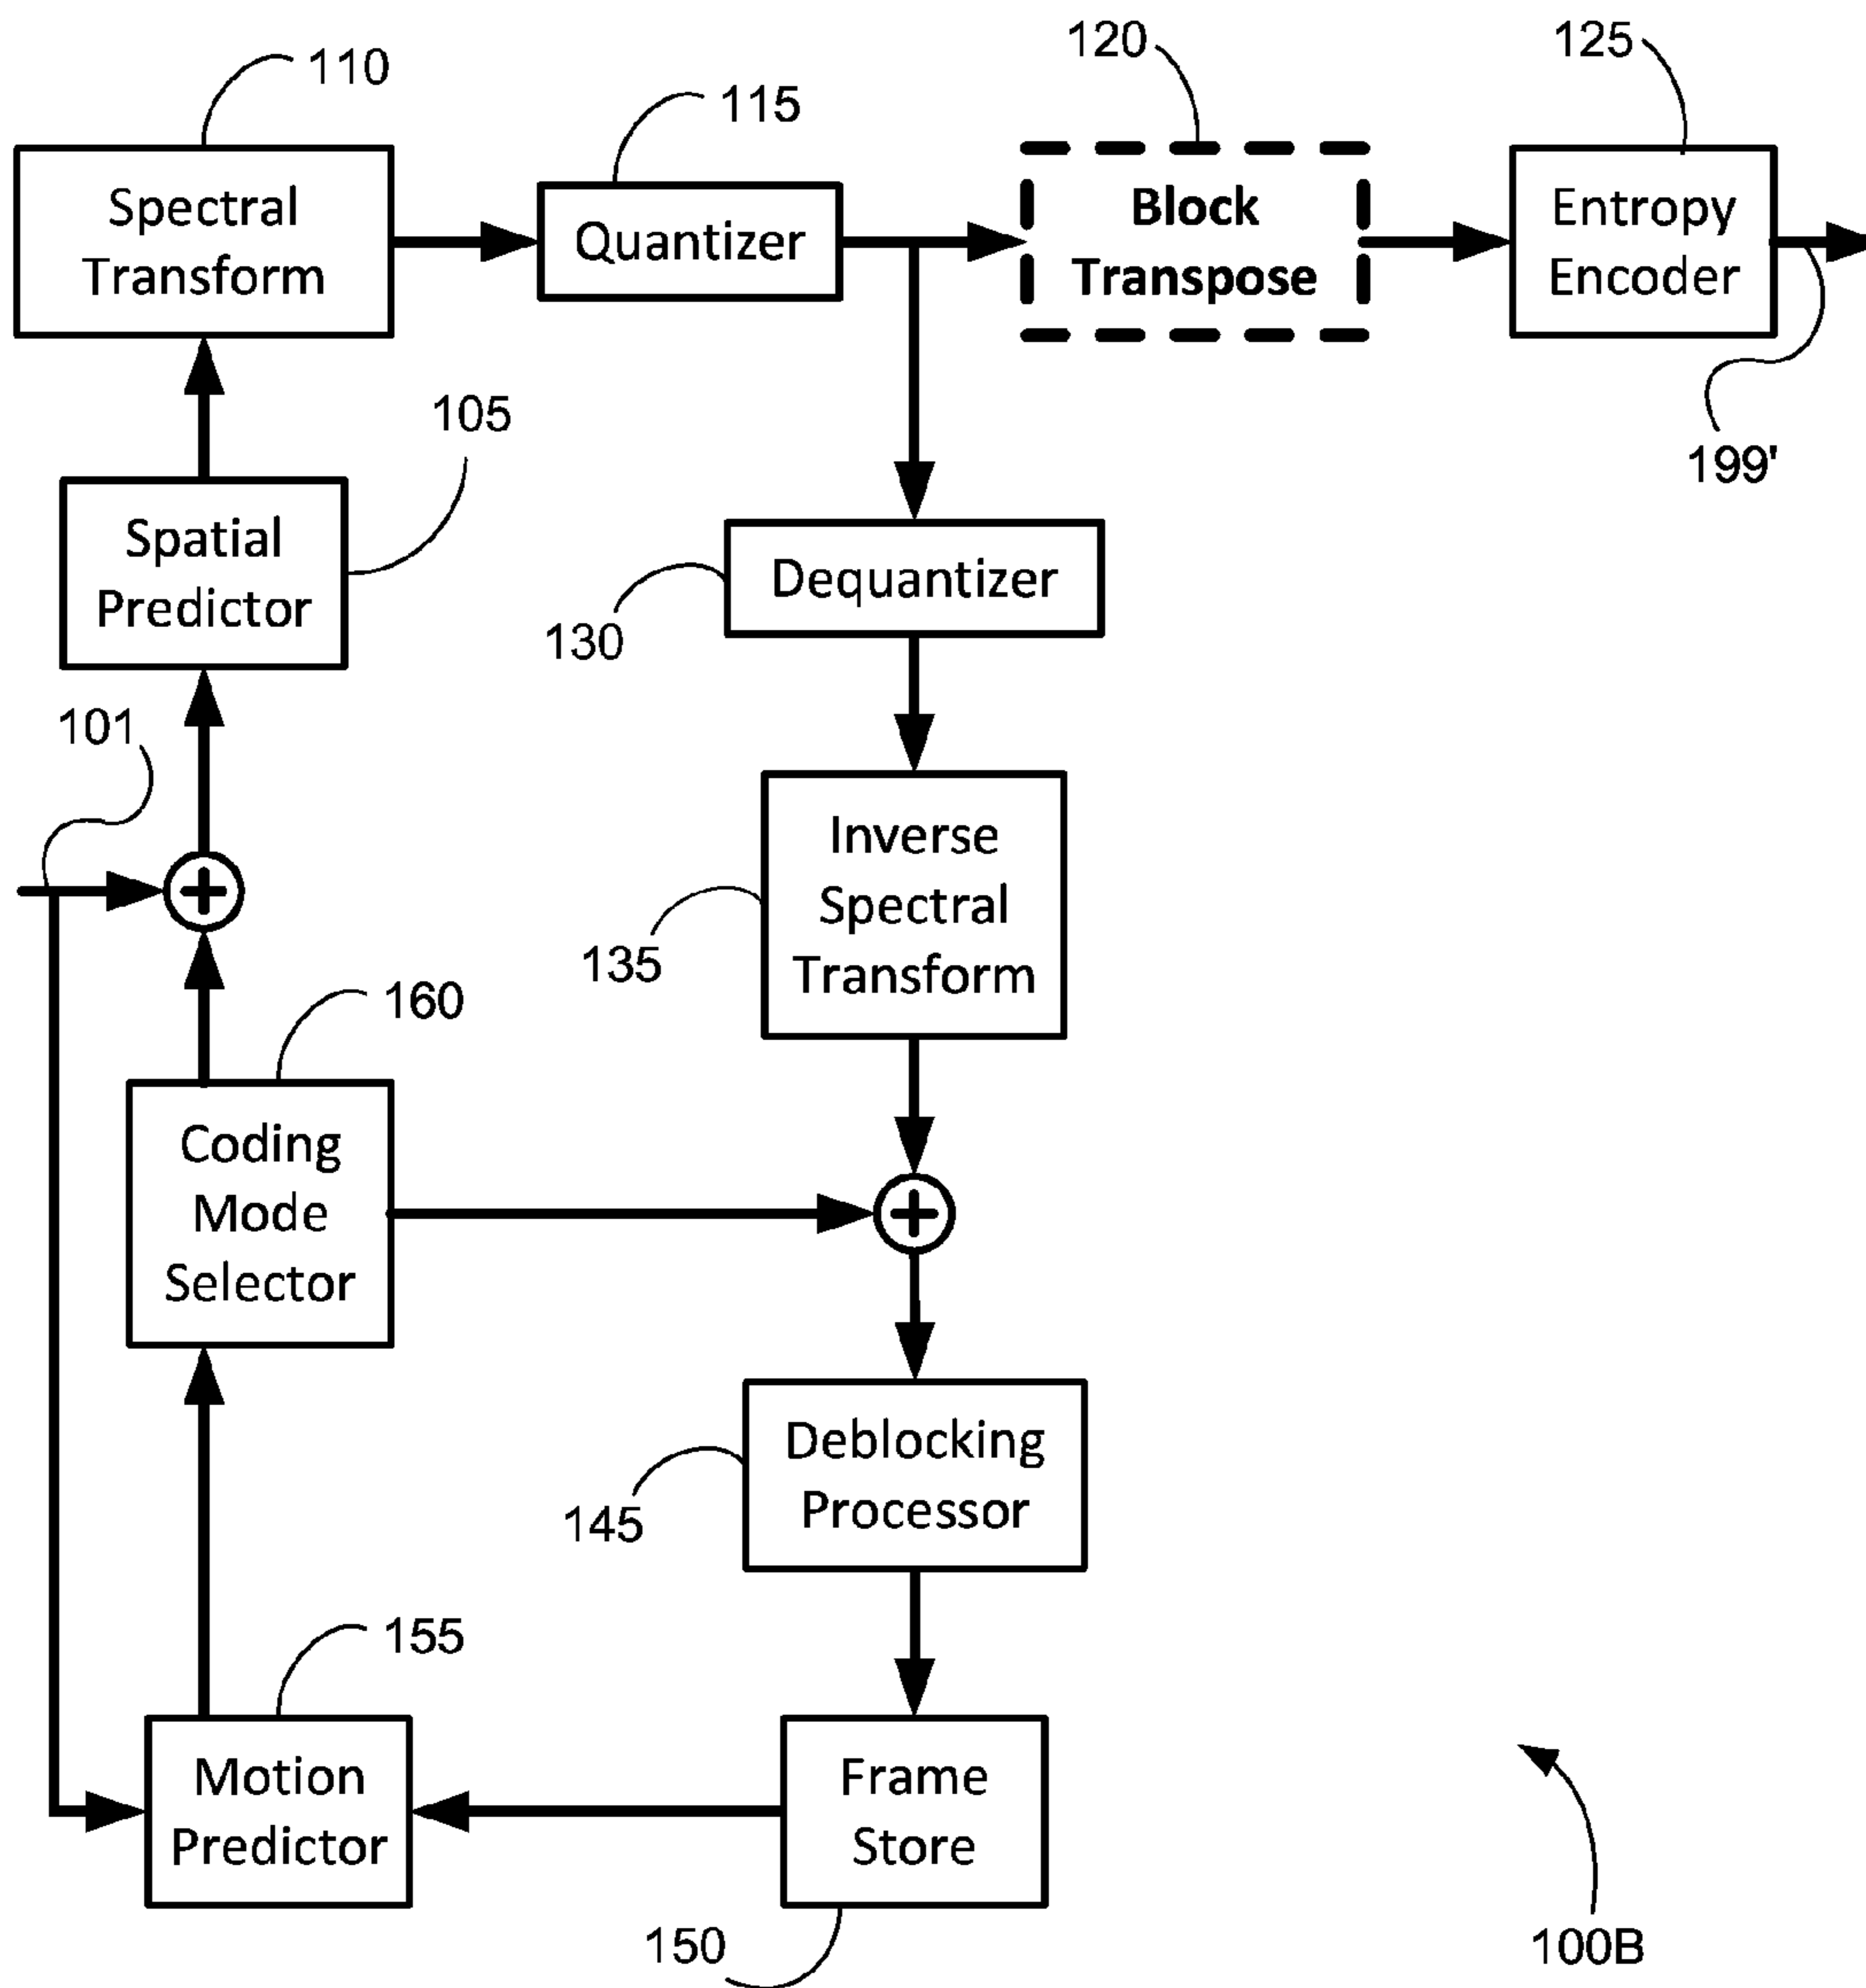 110
115
120
125
Spectral
Transform
Quantizer
Block
Transpose
Entropy
Encoder
199'
105
Spatial
Predictor
Dequantizer
130
101
Inverse
Spectral
Transform
135
160
Coding
Mode
Selector
Deblocking
Processor
145
155
Motion
Predictor
Frame
Store
150
100B